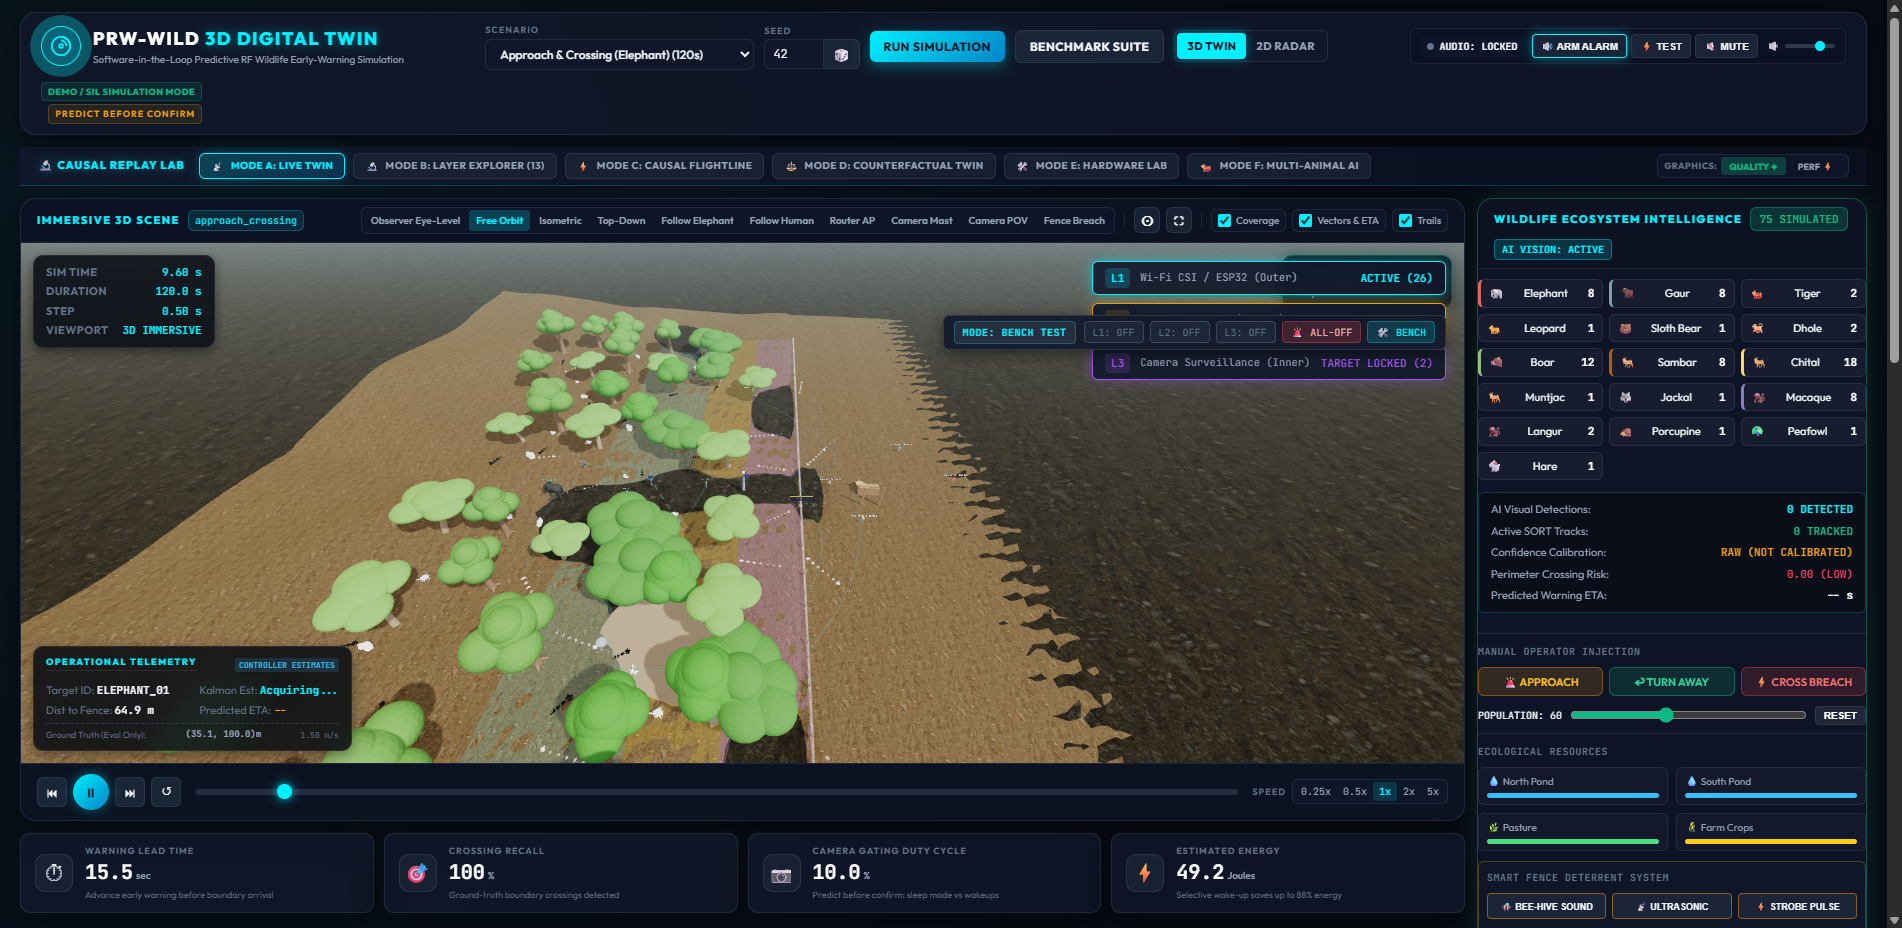 PRW-WILD 3D DIGITAL TWIN
Software-in-the-Loop Predictive RF Wildlife Early-Warning Simulation
DEMO / SIL SIMULATION MODE
PREDICT BEFORE CONFIRM
SCENARIO
Approach & Crossing (Elephant) (120s)
SEED
42
RUN SIMULATION
BENCHMARK SUITE
3D TWIN
2D RADAR
AUDIO: LOCKED
ARM ALARM
TEST
MUTE
CAUSAL REPLAY LAB
MODE A: LIVE TWIN
MODE B: LAYER EXPLORER (13)
MODE C: CAUSAL FLIGHTLINE
MODE D: COUNTERFACTUAL TWIN
MODE E: HARDWARE LAB
MODE F: MULTI-ANIMAL AI
GRAPHICS: QUALITY PERF
IMMERSIVE 3D SCENE
approach_crossing
Observer Eye-Level
Free Orbit
Isometric
Top-Down
Follow Elephant
Follow Human
Router AP
Camera Mast
Camera POV
Fence Breach
Coverage
Vectors & ETA
Trails
SIM TIME 9.60 s
DURATION 120.0 s
STEP 0.50 s
VIEWPORT 3D IMMERSIVE
L1 Wi-Fi CSI / ESP32 (Outer) ACTIVE (26)
MODE: BENCH TEST
L1: OFF
L2: OFF
L3: OFF
ALL-OFF
BENCH
L3 Camera Surveillance (Inner) TARGET LOCKED (2)
OPERATIONAL TELEMETRY
CONTROLLER ESTIMATES
Target ID: ELEPHANT_01
Kalman Est: Acquiring...
Dist to Fence: 64.9 m
Predicted ETA: --
Ground Truth (Eval Only): (35.1, 100.0)m 1.50 m/s
SPEED
0.25x
0.5x
1x
2x
5x
WARNING LEAD TIME
15.5 sec
Advance early warning before boundary arrival
CROSSING RECALL
100 %
Ground-truth boundary crossings detected
CAMERA GATING DUTY CYCLE
10.0 %
Predict before confirm: sleep mode vs wakeups
ESTIMATED ENERGY
49.2 Joules
Selective wake-up saves up to 88% energy
WILDLIFE ECOSYSTEM INTELLIGENCE
75 SIMULATED
AI VISION: ACTIVE
Elephant 8
Gaur 8
Tiger 2
Leopard 1
Sloth Bear 1
Dhole 2
Boar 12
Sambar 8
Chital 18
Muntjac 1
Jackal 1
Macaque 8
Langur 2
Porcupine 1
Peafowl 1
Hare 1
AI Visual Detections: 0 DETECTED
Active SORT Tracks: 0 TRACKED
Confidence Calibration: RAW (NOT CALIBRATED)
Perimeter Crossing Risk: 0.00 (LOW)
Predicted Warning ETA: -- s
MANUAL OPERATOR INJECTION
APPROACH
TURN AWAY
CROSS BREACH
POPULATION: 60
RESET
ECOLOGICAL RESOURCES
North Pond
South Pond
Pasture
Farm Crops
SMART FENCE DETERRENT SYSTEM
BEE-HIVE SOUND
ULTRASONIC
STROBE PULSE